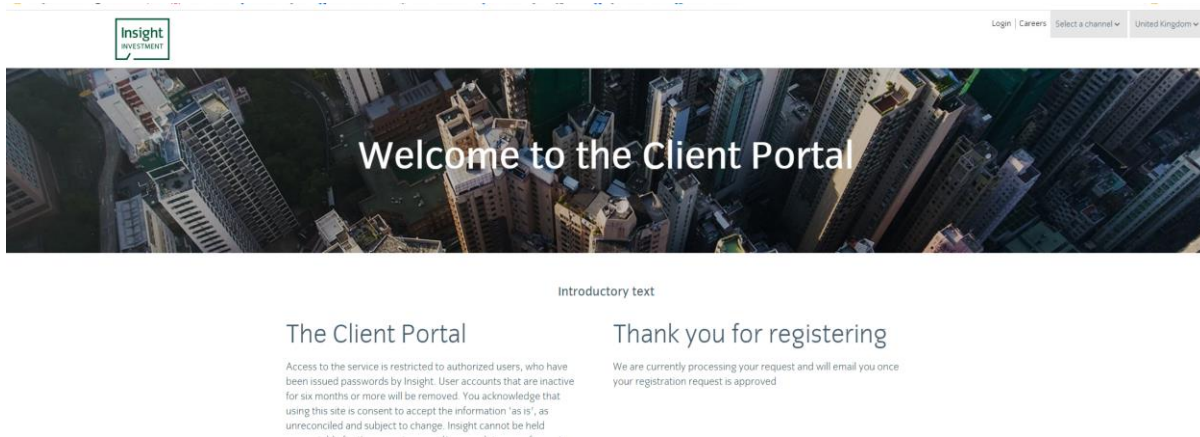 Insight
INVESTMENT
Login | Careers
Select a channel
United Kingdom
Welcome to the Client Portal
Introductory text
The Client Portal
Access to the service is restricted to authorized users, who have
been issued passwords by Insight. User accounts that are inactive
for six months or more will be removed. You acknowledge that
using this site is consent to accept the information 'as is', as
unreconciled and subject to change. Insight cannot be held
Thank you for registering
We are currently processing your request and will email you once
your registration request is approved